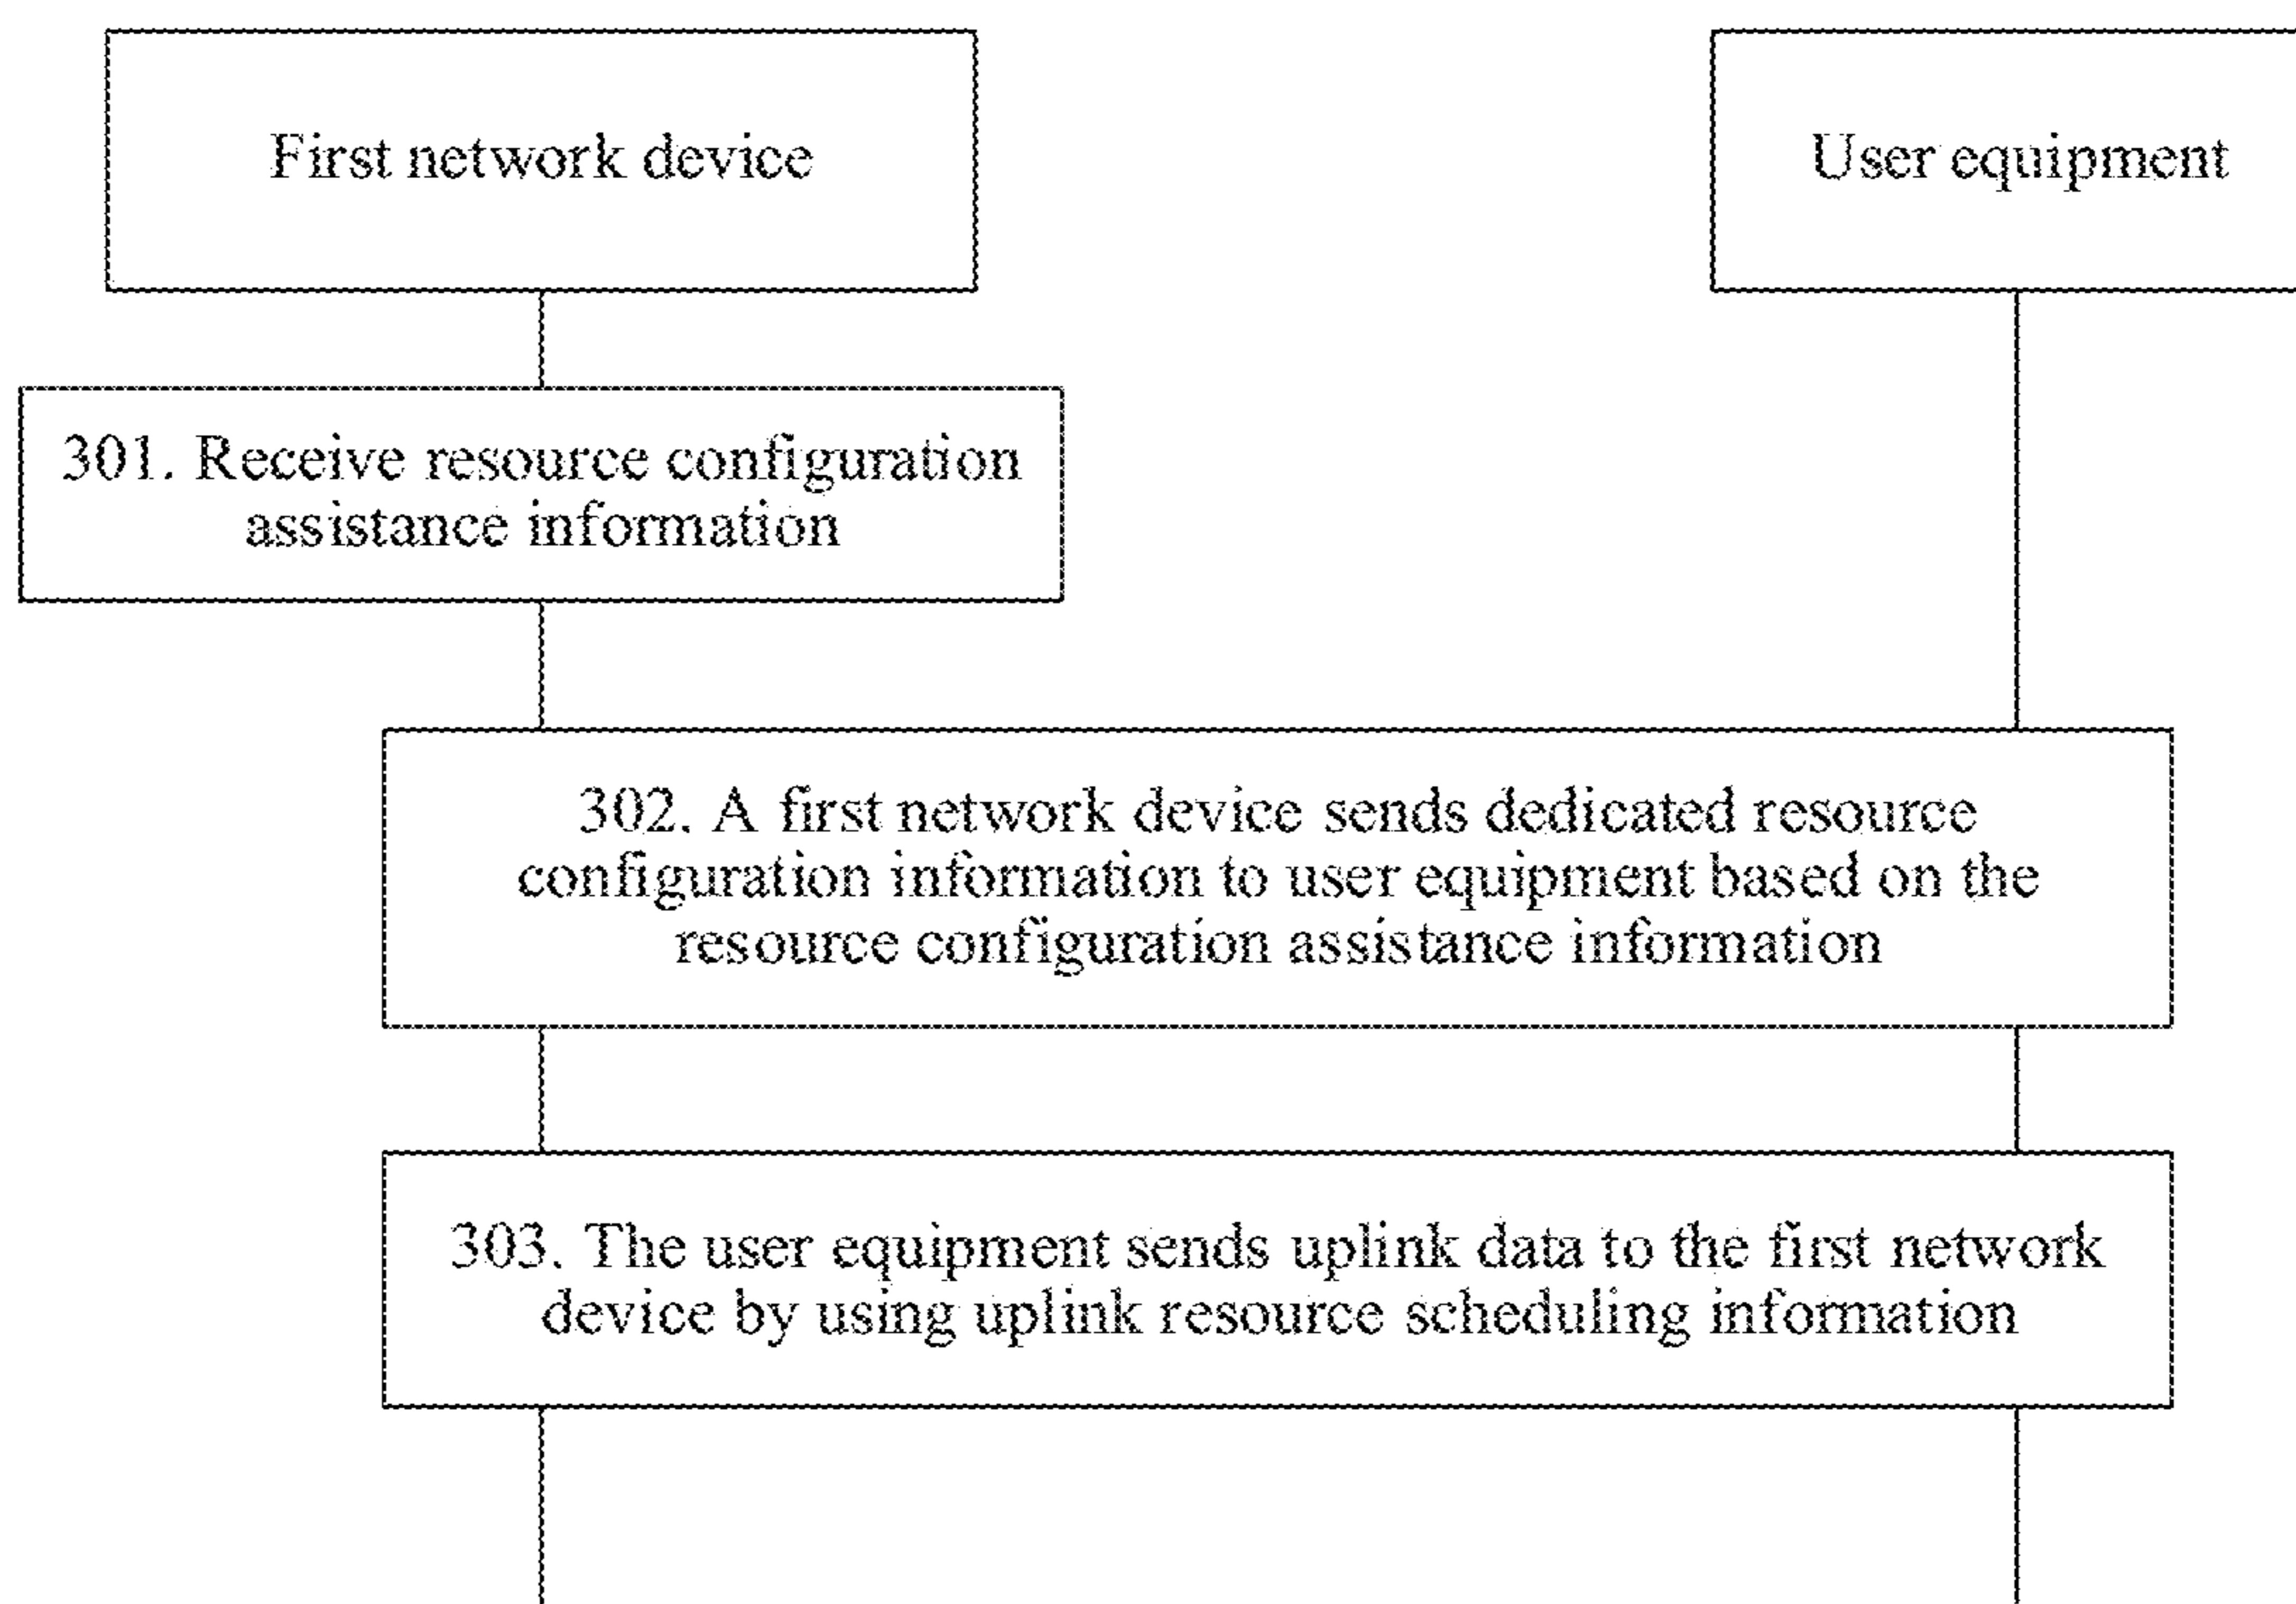 First network device
User equipment
301. Receive resource configuration
assistance information
302. A first network device sends dedicated resource
configuration information to user equipment based on the
resource configuration assistance information
303. The user equipment sends uplink data to the first network
device by using uplink resource scheduling information